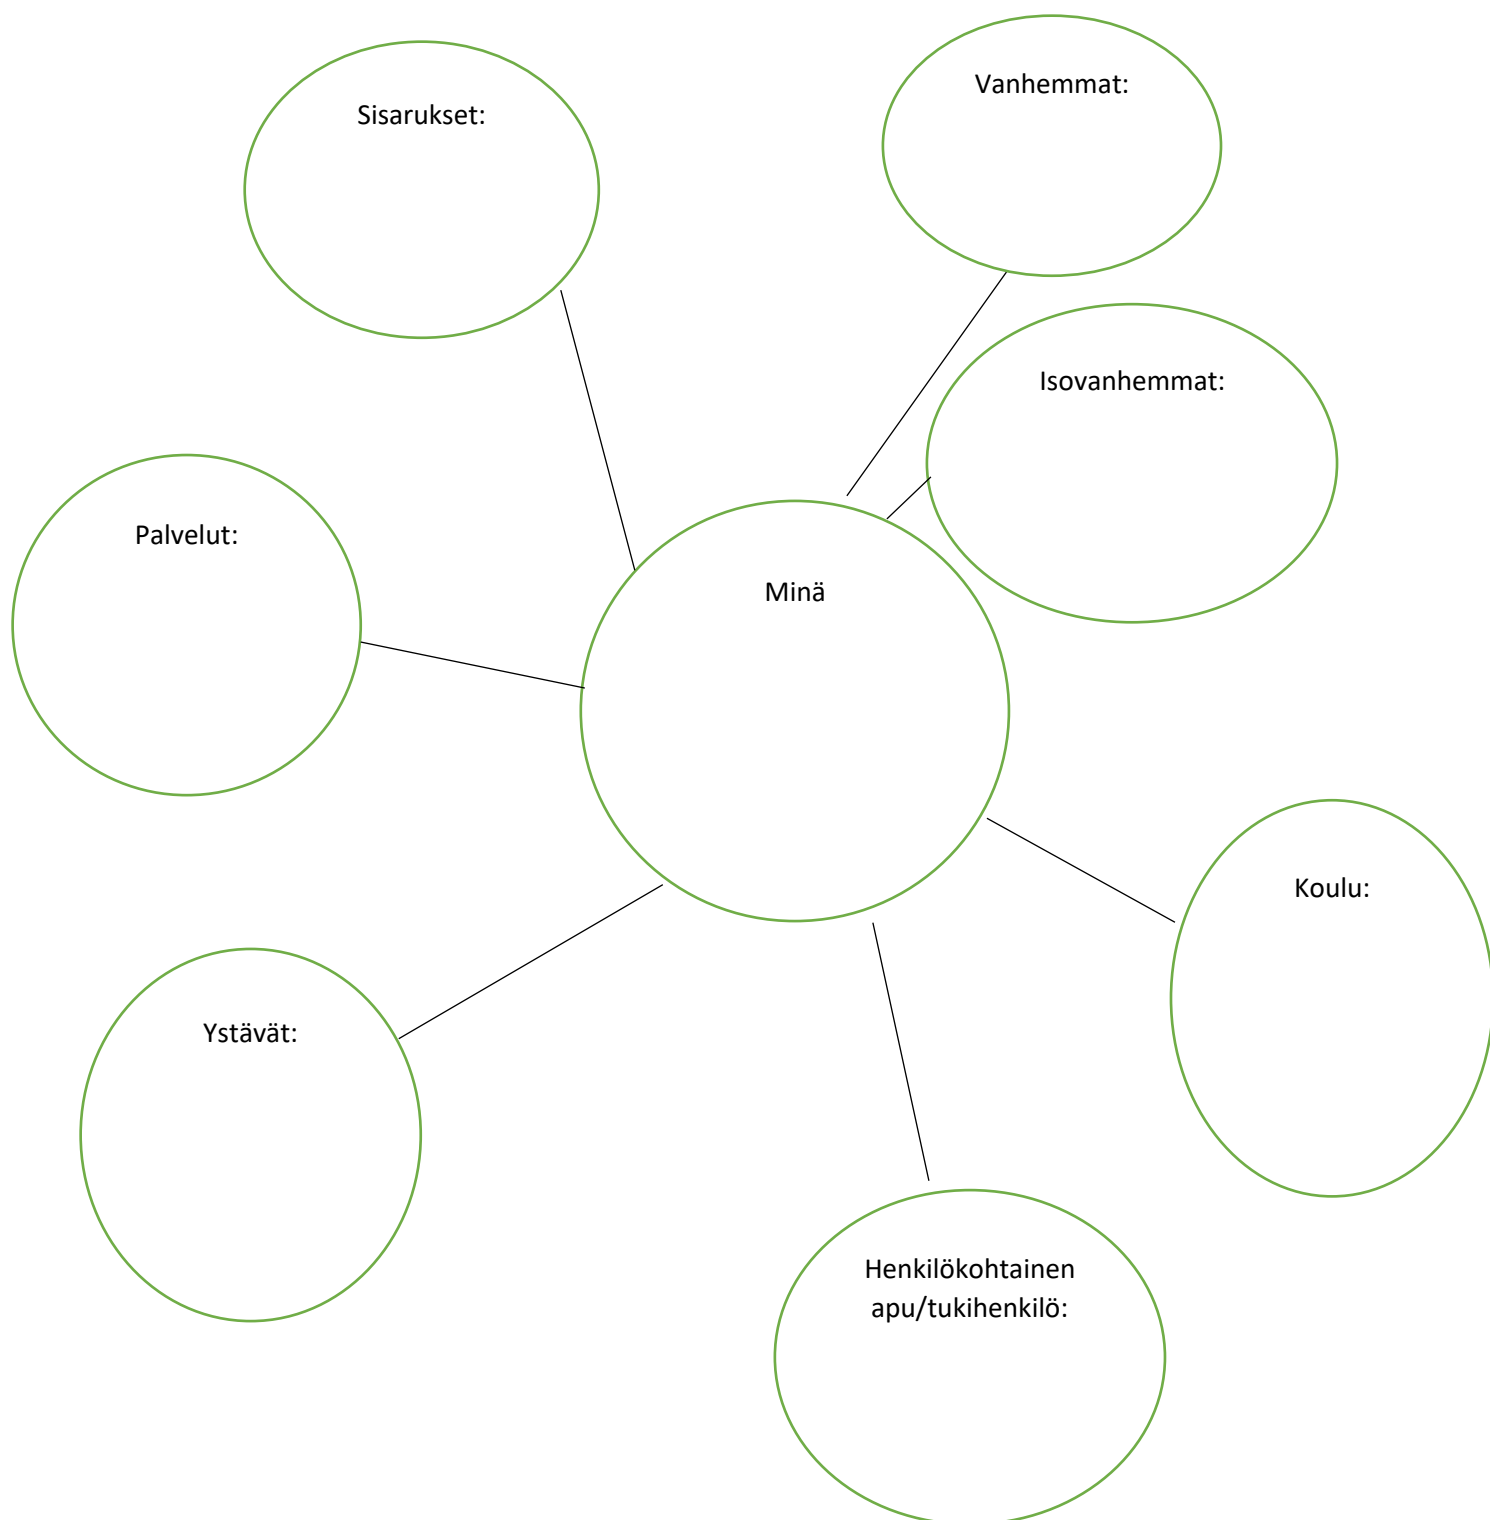 Vanhemmat:
Sisarukset:
Isovanhemmat:
Palvelut:
Minä
Koulu:
Ystävät:
Henkilökohtainen
apu/tukihenkilö: